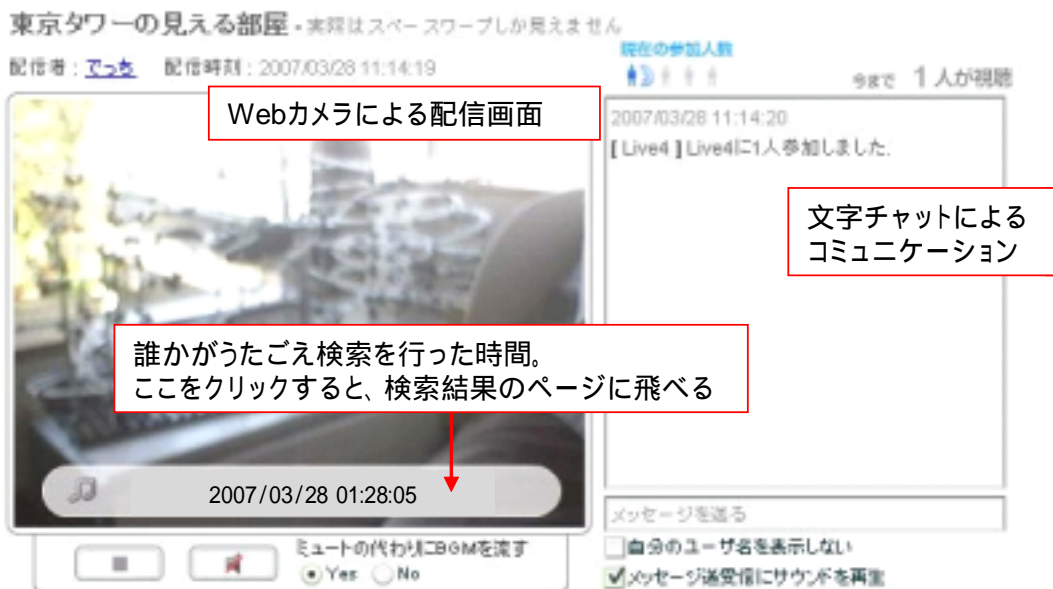 東京タワーの見える部屋 - 実際はスペースワープしか見えません
配信者 : でっち 配信時刻 : 2007/03/28 11:14:19
現在の参加人数
今まで 1 人が視聴
Webカメラによる配信画面
2007/03/28 11:14:20
[ Live4 ] Live4に1人参加しました.
文字チャットによる
コミュニケーション
誰かがうたごえ検索を行った時間。
ここをクリックすると、検索結果のページに飛べる
2007/03/28 01:28:05
メッセージを送る
ミュートの代わりにBGMを流す
Yes No
自分のユーザ名を表示しない
メッセージ送受信にサウンドを再生